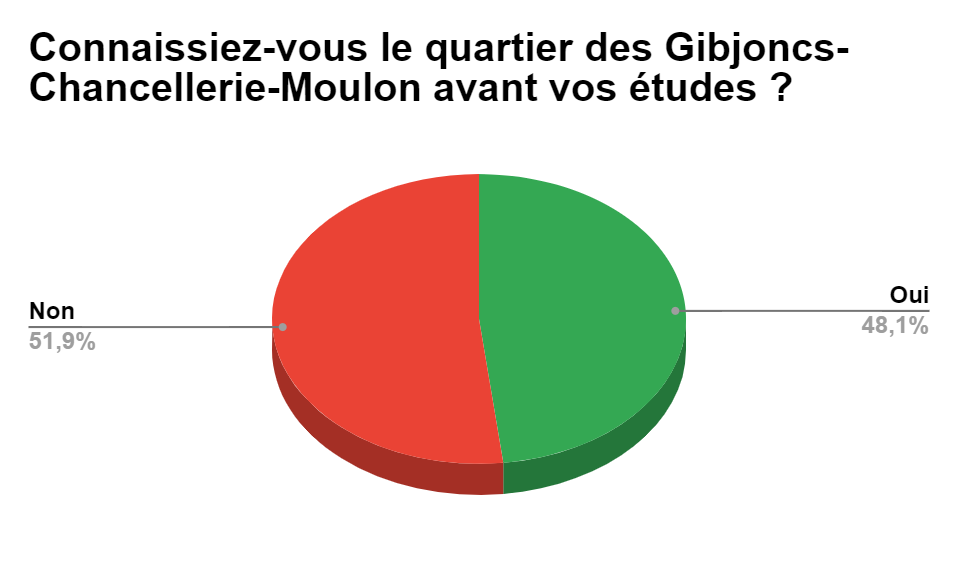 Connaissiez-vous le quartier des Gibjoncs-
Chancellerie-Moulon avant vos études ?
Non
51,9%
Oui
48,1%